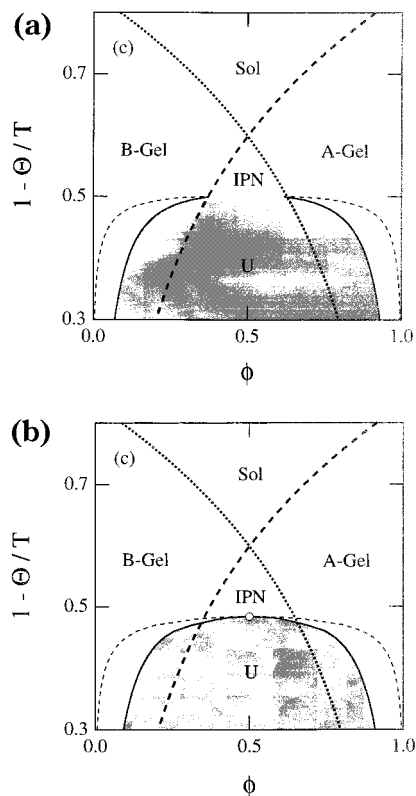 (a)
(c)
Sol
B-Gel
A-Gel
IPN
U
1 - Θ / T
0.7
0.5
0.3
0.0
0.5
1.0
ϕ
(b)
(c)
Sol
B-Gel
A-Gel
IPN
U
1 - Θ / T
0.7
0.5
0.3
0.0
0.5
1.0
ϕ